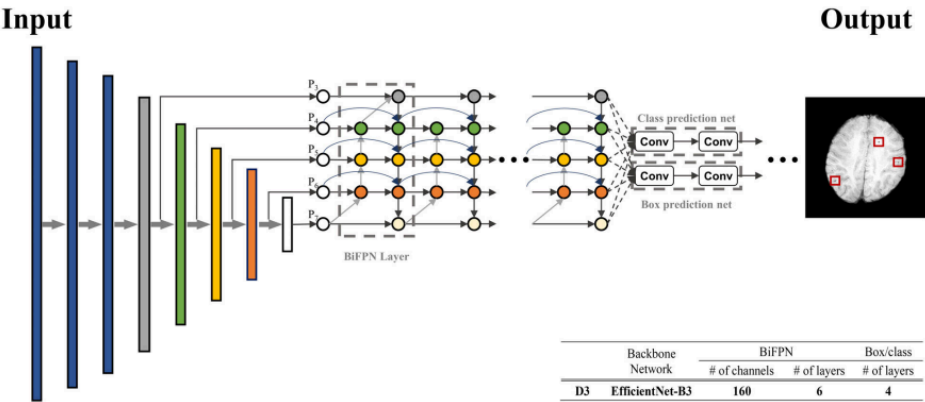 Input
Output
P3
P4
P5
P6
P7
BiFPN Layer
Class prediction net
Conv
Conv
Conv
Conv
Box prediction net
Backbone Network
BiFPN
Box/class
# of channels
# of layers
# of layers
D3
EfficientNet-B3
160
6
4